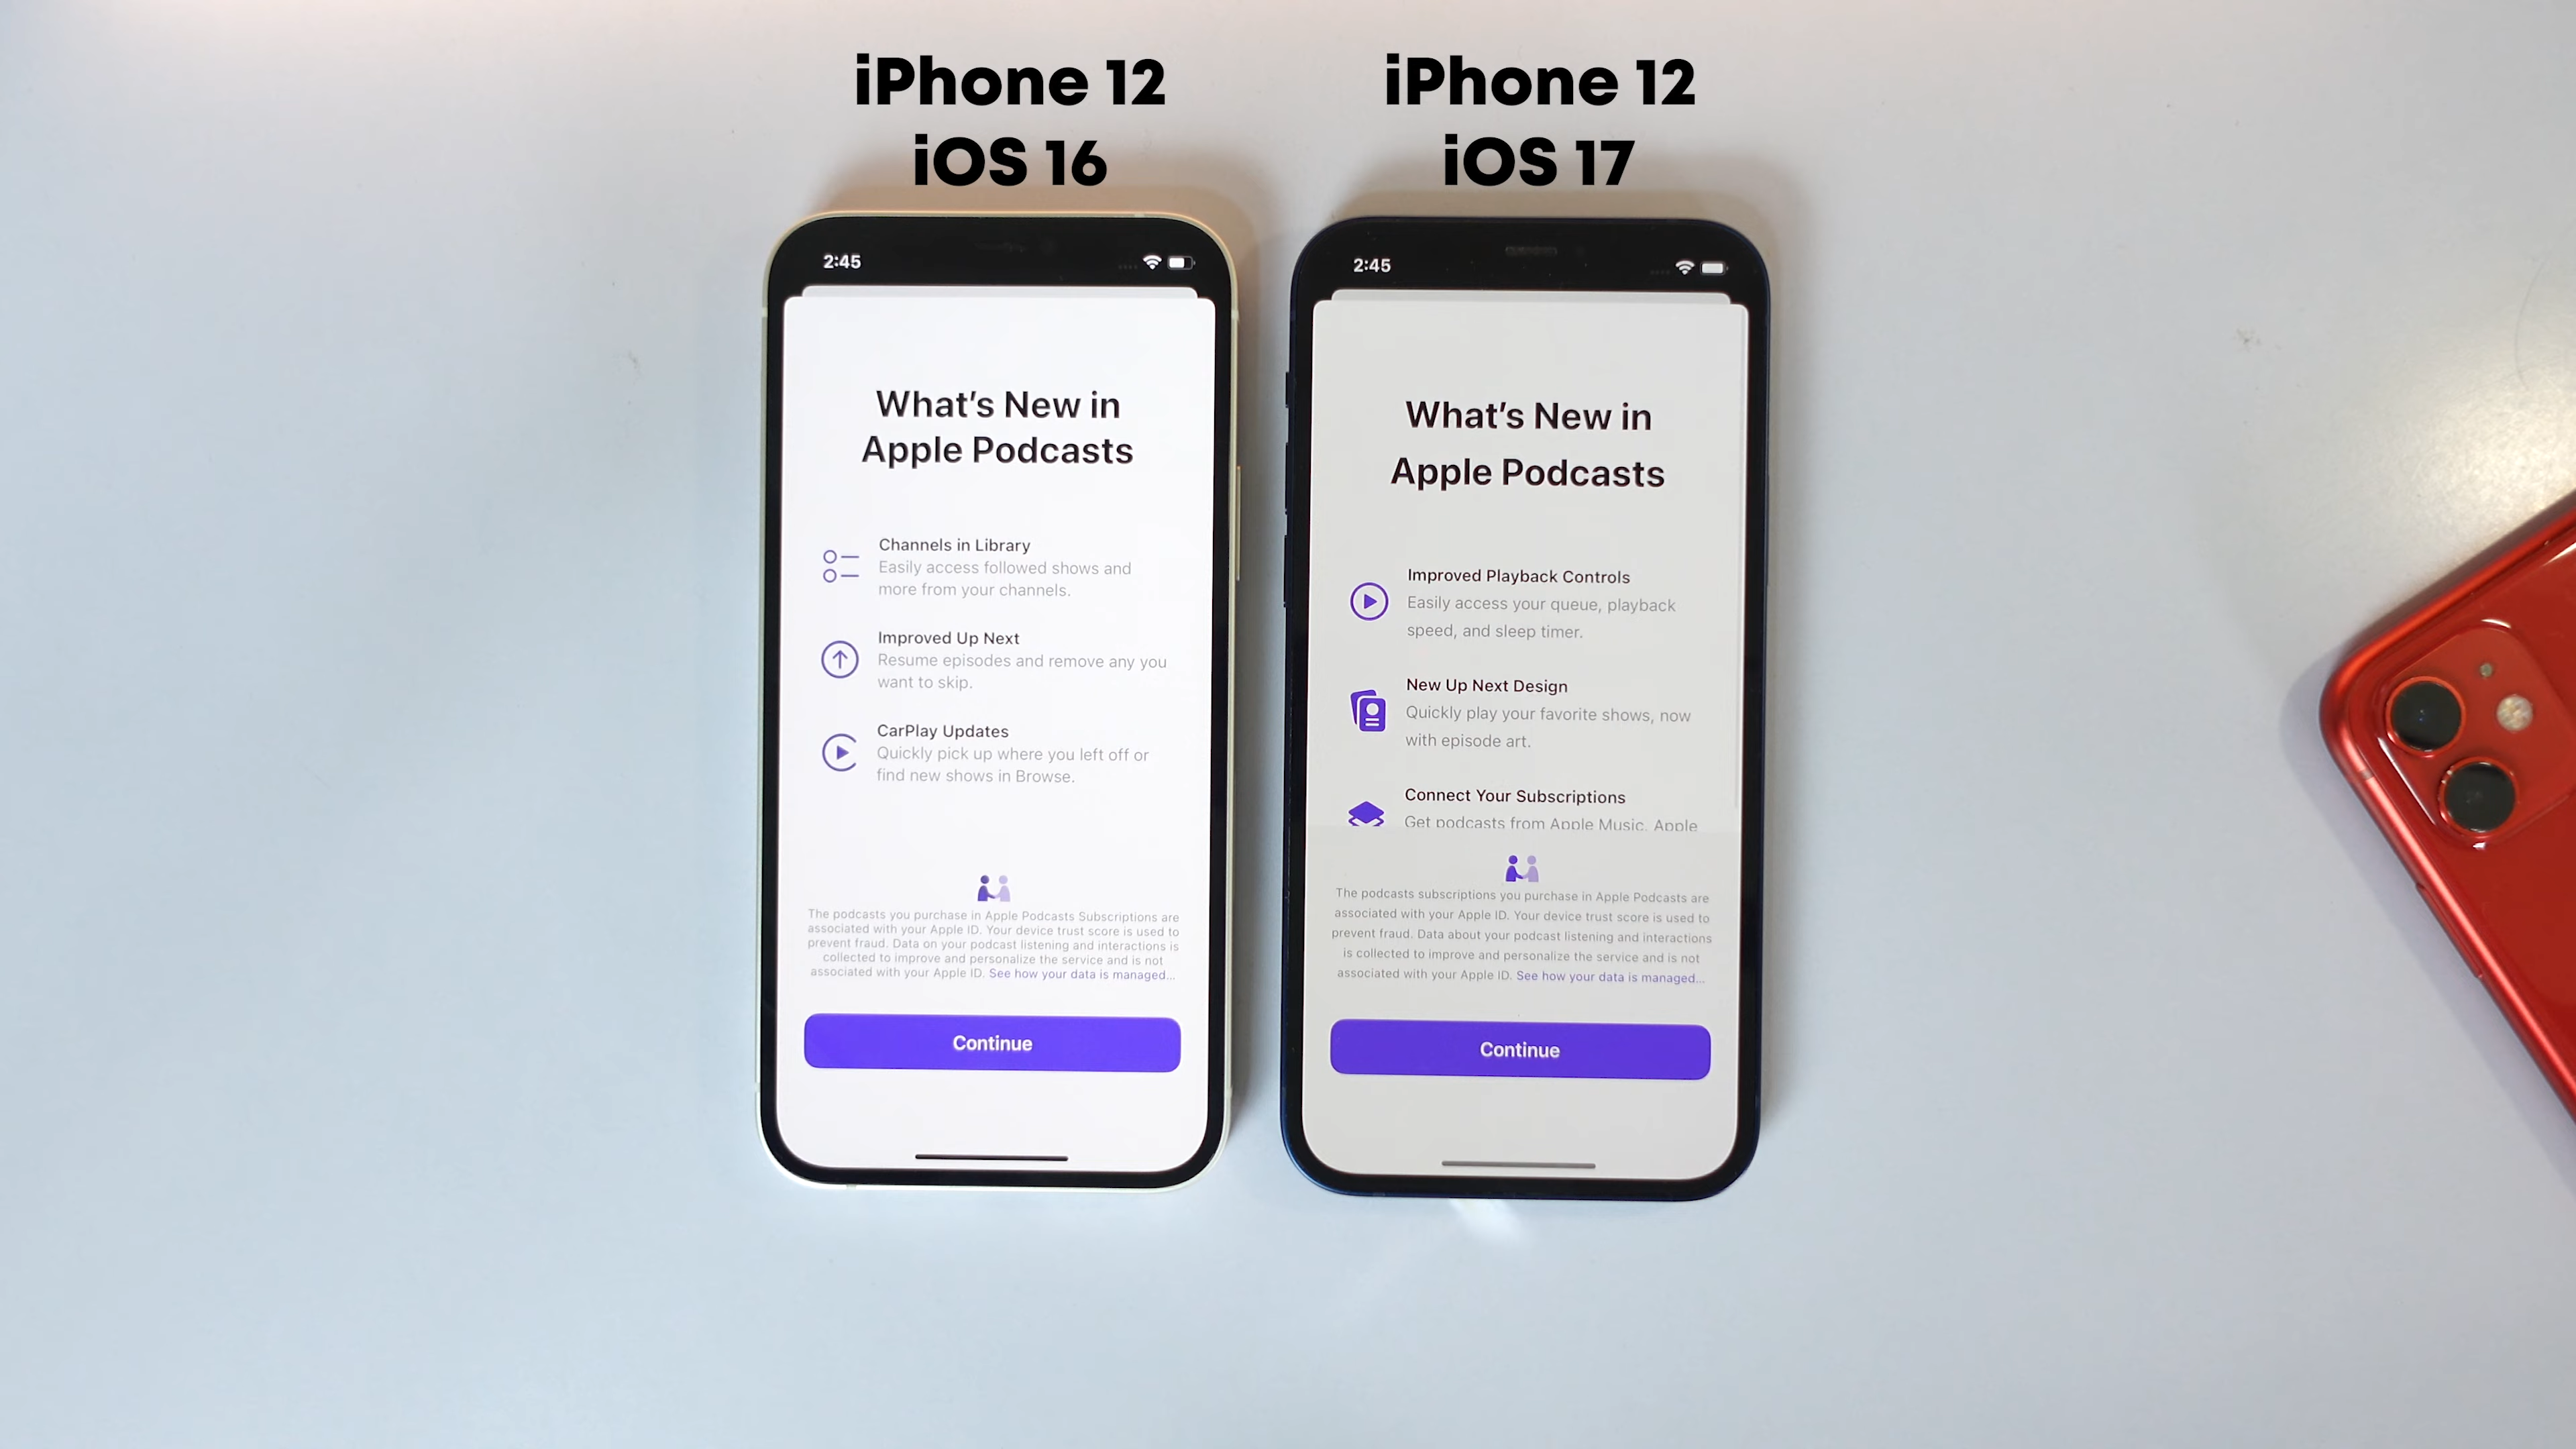 iPhone 12
iOS 16
2:45
What's New in
Apple Podcasts
Channels in Library
Easily access followed shows and
more from your channels.
Improved Up Next
Resume episodes and remove any you
want to skip.
CarPlay Updates
Quickly pick up where you left off or
find new shows in Browse.
The podcasts you purchase in Apple Podcasts Subscriptions are
associated with your Apple ID. Your device trust score is used to
prevent fraud. Data on your podcast listening and interactions is
collected to improve and personalize the service and is not
associated with your Apple ID. See how your data is managed...
Continue
iPhone 12
iOS 17
2:45
What's New in
Apple Podcasts
Improved Playback Controls
Easily access your queue, playback
speed, and sleep timer.
New Up Next Design
Quickly play your favorite shows, now
with episode art.
Connect Your Subscriptions
Get podcasts from Apple Music, Apple
The podcasts subscriptions you purchase in Apple Podcasts are
associated with your Apple ID. Your device trust score is used to
prevent fraud. Data about your podcast listening and interactions
is collected to improve and personalize the service and is not
associated with your Apple ID. See how your data is managed...
Continue